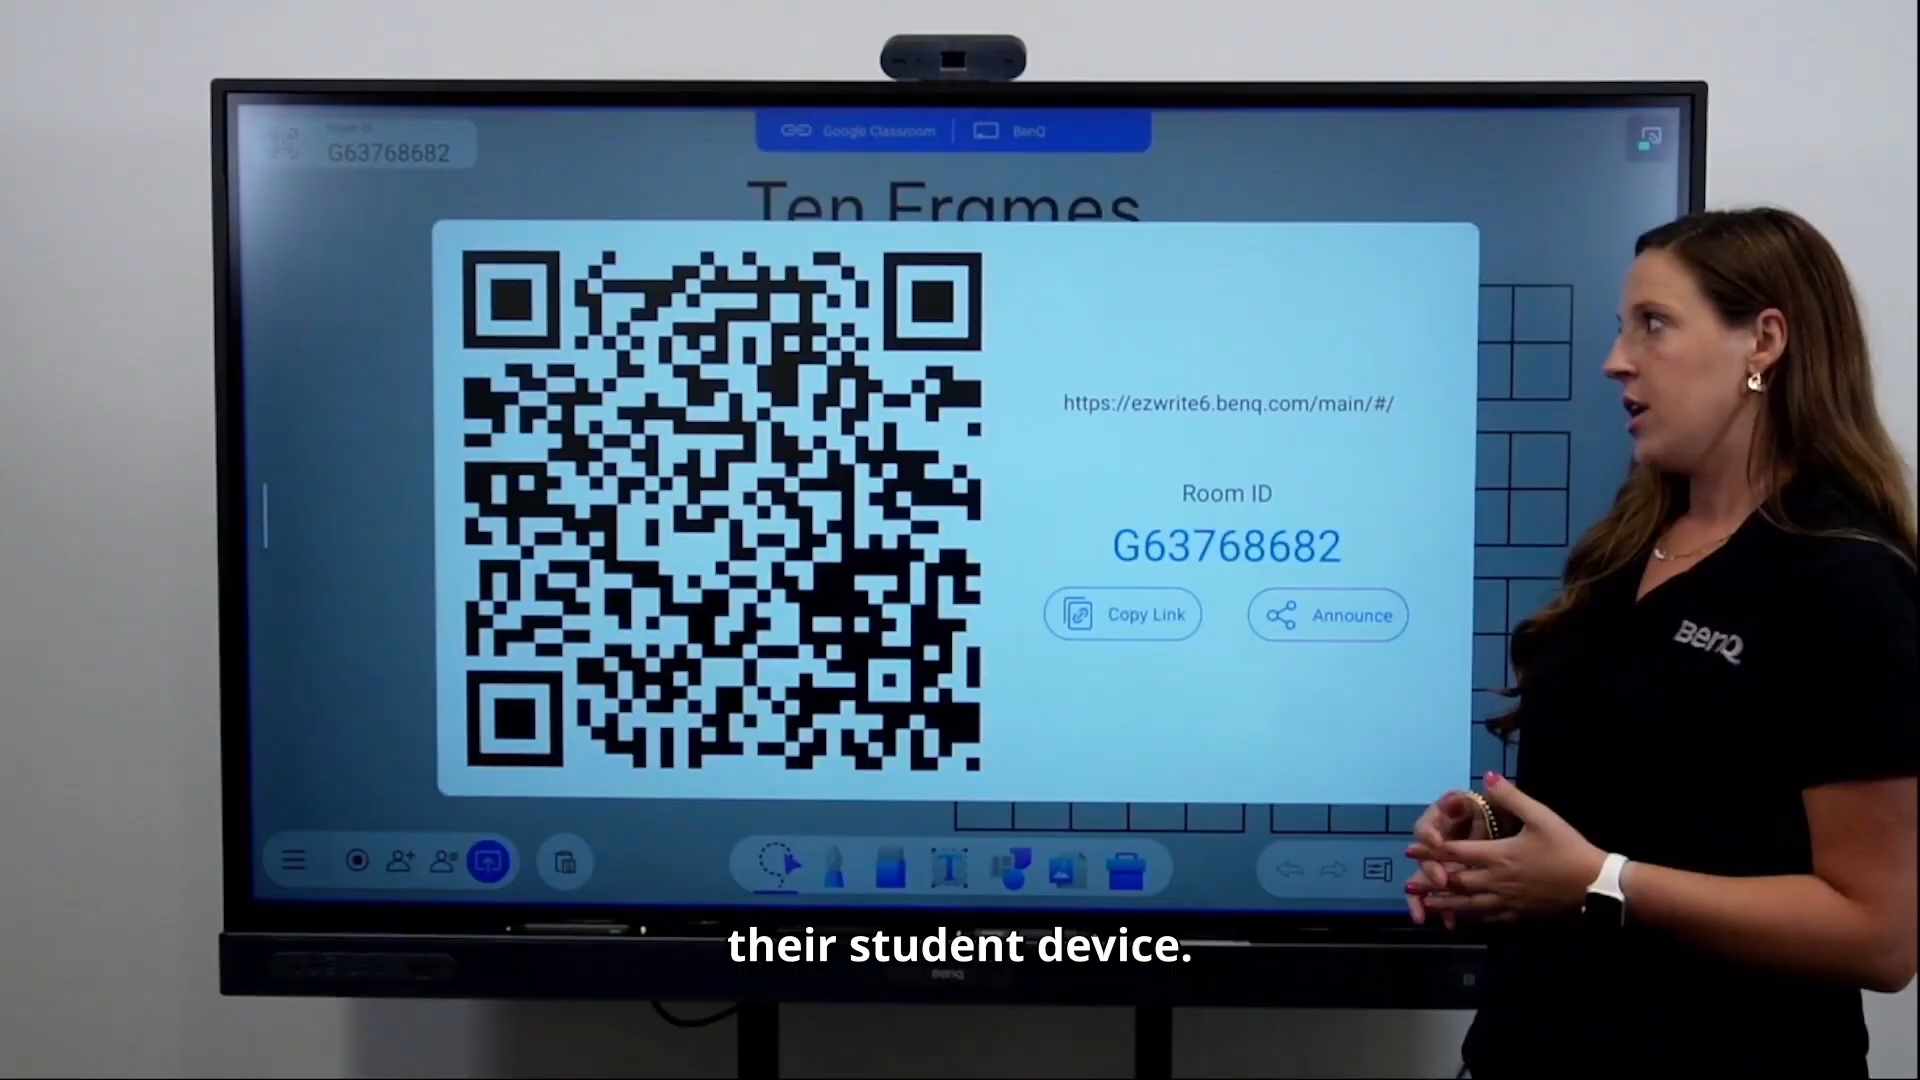 Room ID
G63768682
Google Classroom
BenQ
Ten Frames
https://ezwrite6.benq.com/main/#/
Room ID
G63768682
Copy Link
Announce
BenQ
T
their student device.
BenQ